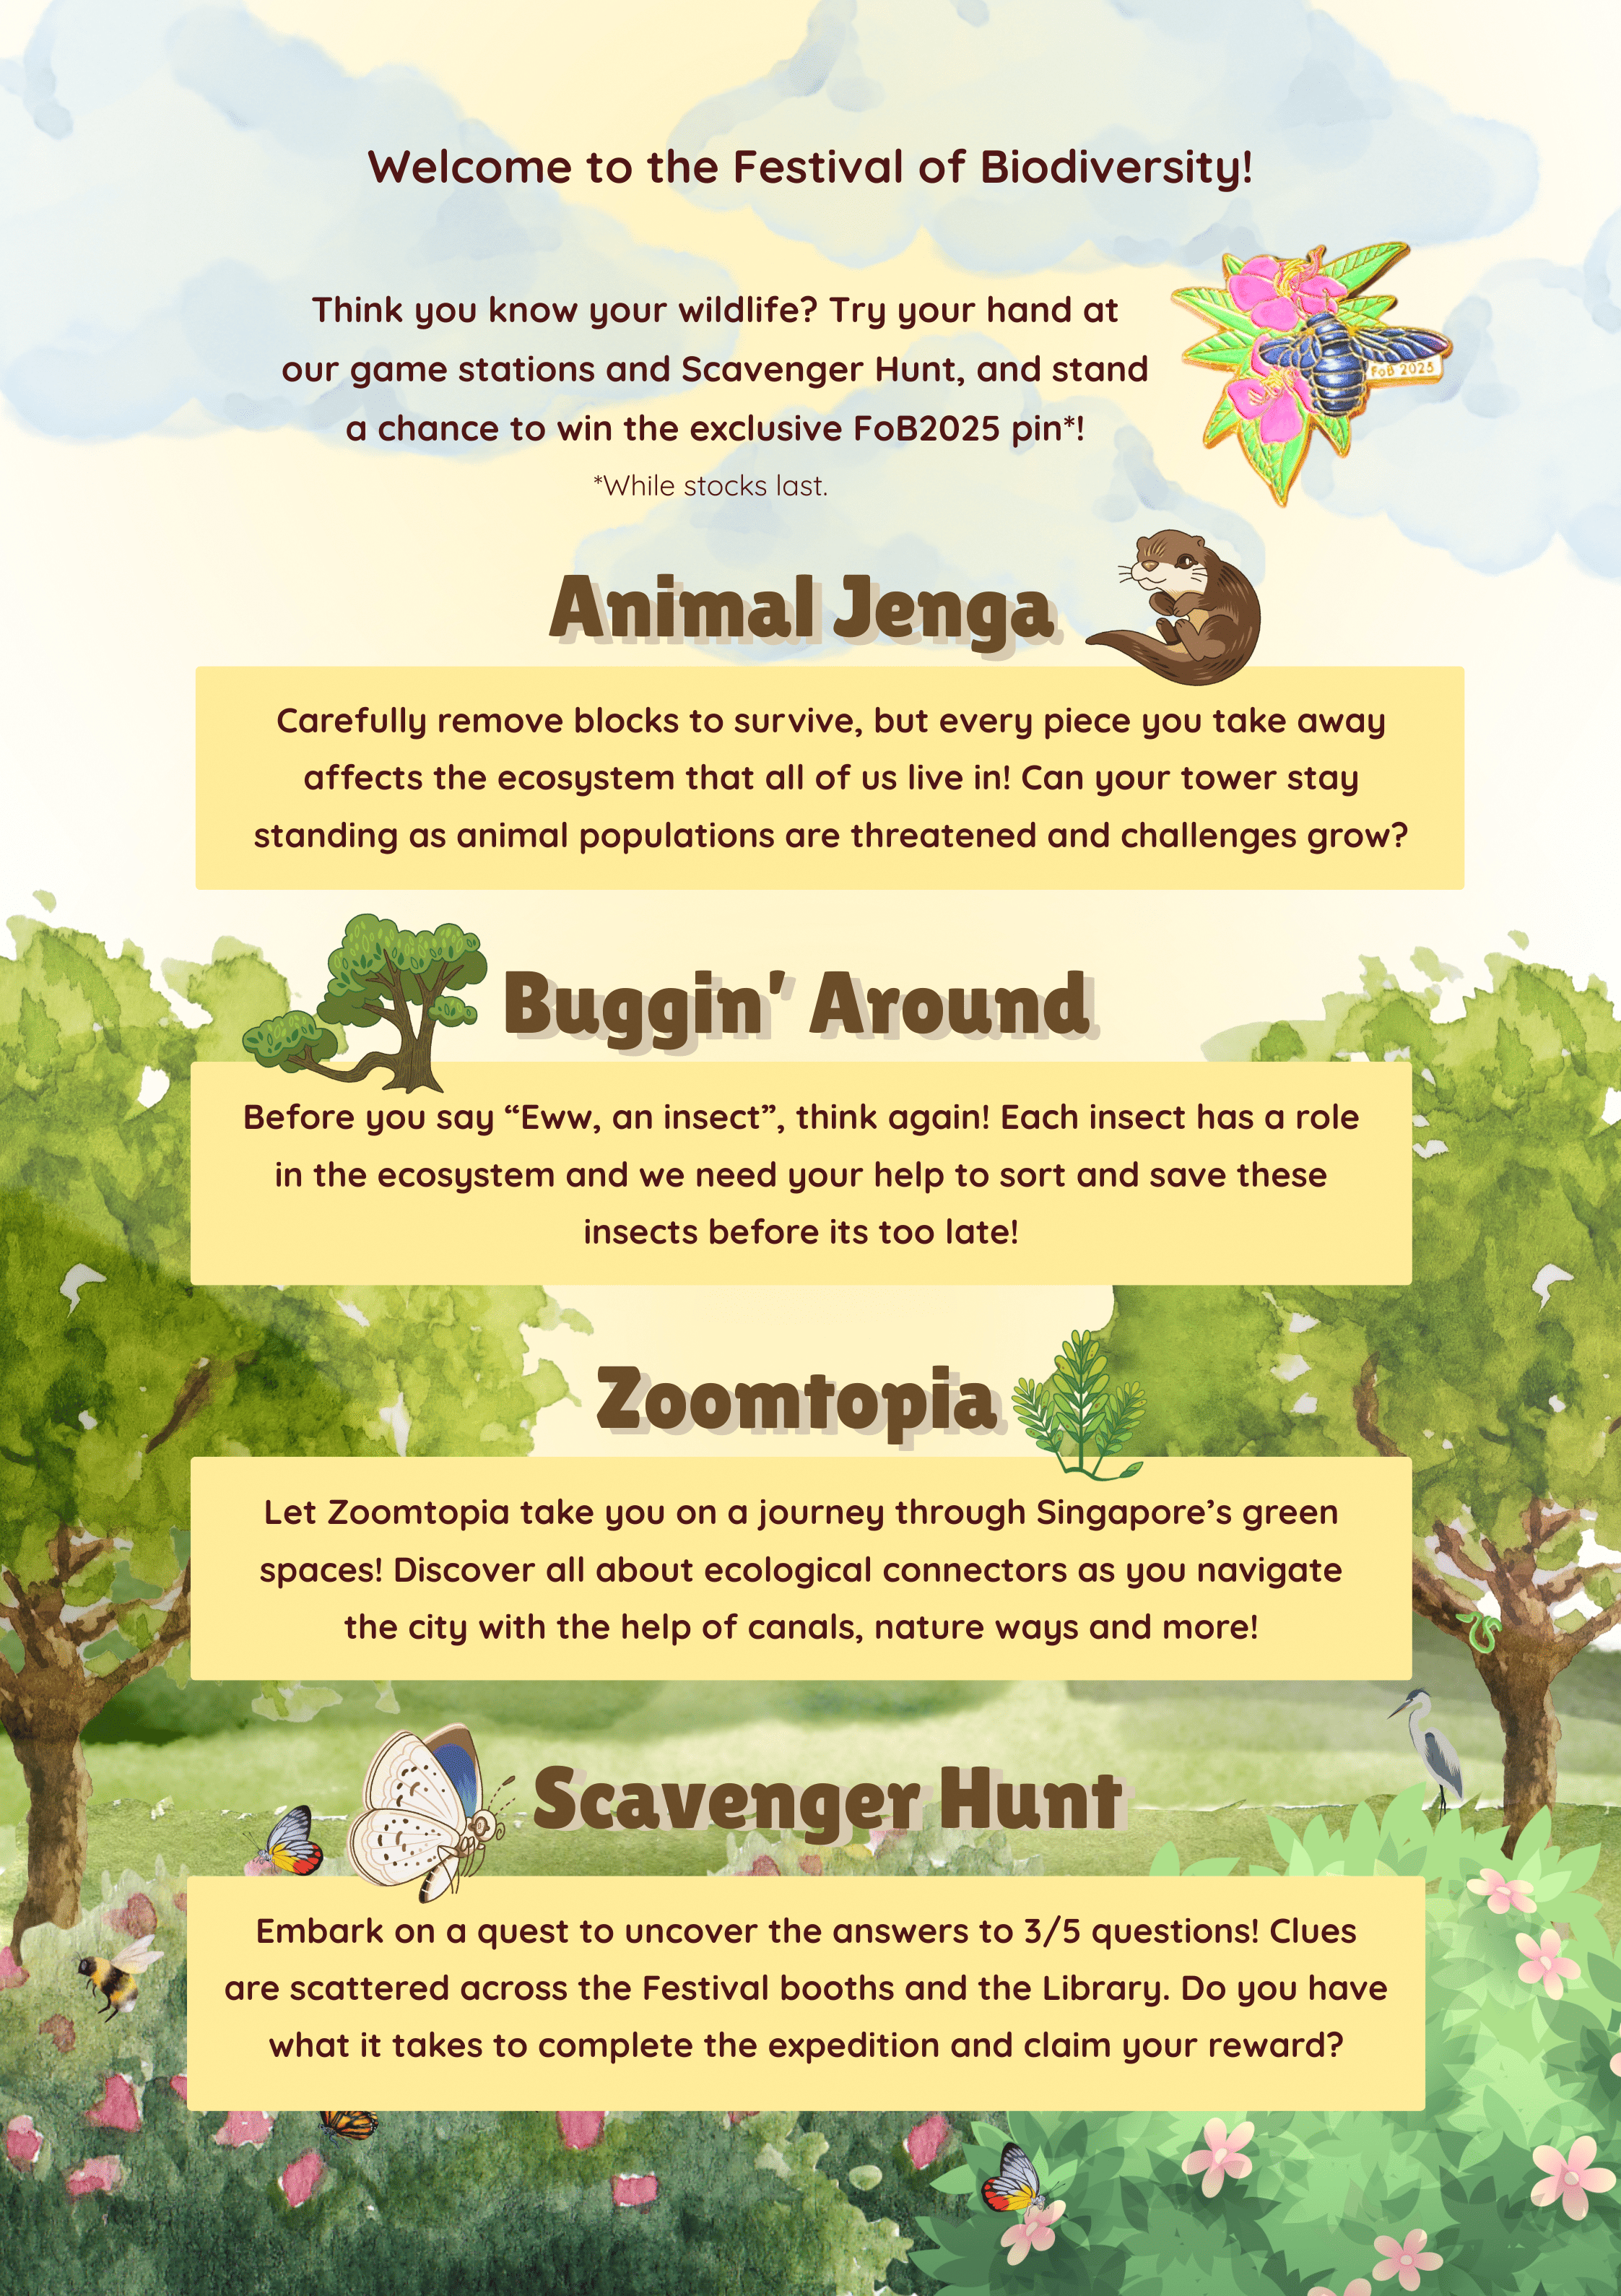 Welcome to the Festival of Biodiversity!
Think you know your wildlife? Try your hand at
our game stations and Scavenger Hunt, and stand
a chance to win the exclusive FoB2025 pin*!
*While stocks last.
FoB 2025
Animal Jenga
Carefully remove blocks to survive, but every piece you take away
affects the ecosystem that all of us live in! Can your tower stay
standing as animal populations are threatened and challenges grow?
Buggin’ Around
Before you say “Eww, an insect”, think again! Each insect has a role
in the ecosystem and we need your help to sort and save these
insects before its too late!
Zoomtopia
Let Zoomtopia take you on a journey through Singapore’s green
spaces! Discover all about ecological connectors as you navigate
the city with the help of canals, nature ways and more!
Scavenger Hunt
Embark on a quest to uncover the answers to 3/5 questions! Clues
are scattered across the Festival booths and the Library. Do you have
what it takes to complete the expedition and claim your reward?